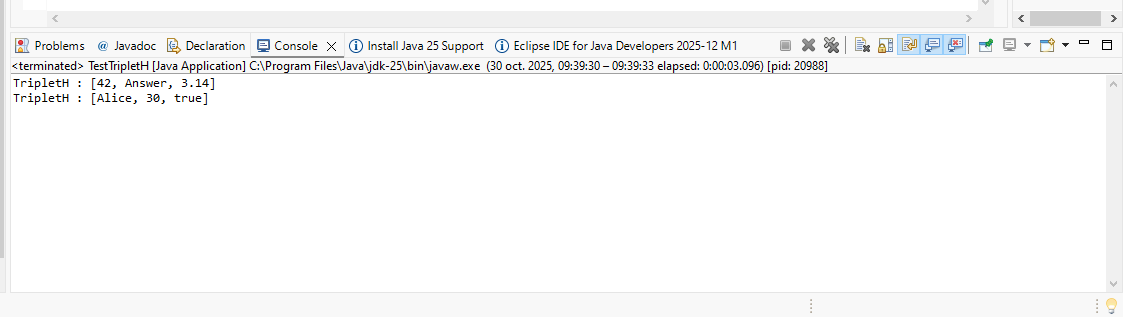 Problems @ Javadoc Declaration Console Install Java 25 Support Eclipse IDE for Java Developers 2025-12 M1
<terminated> TestTripletH [Java Application] C:\Program Files\Java\jdk-25\bin\javaw.exe (30 oct. 2025, 09:39:30 – 09:39:33 elapsed: 0:00:03.096) [pid: 20988]
TripletH : [42, Answer, 3.14]
TripletH : [Alice, 30, true]